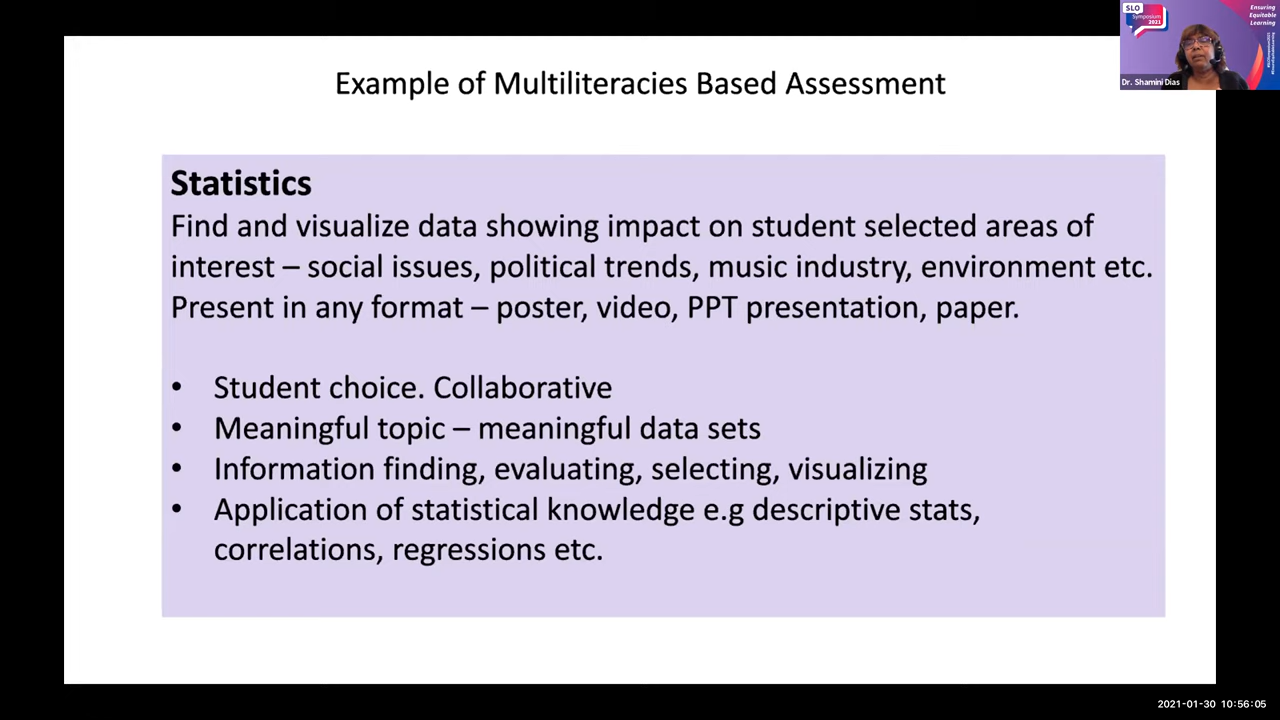 SLO
Symposium
2021
Ensuring
Equitable
Learning
Dr. Shamini Dias
Example of Multiliteracies Based Assessment
Statistics
Find and visualize data showing impact on student selected areas of
interest – social issues, political trends, music industry, environment etc.
Present in any format – poster, video, PPT presentation, paper.
• Student choice. Collaborative
• Meaningful topic – meaningful data sets
• Information finding, evaluating, selecting, visualizing
• Application of statistical knowledge e.g descriptive stats,
correlations, regressions etc.
2021-01-30 10:56:05